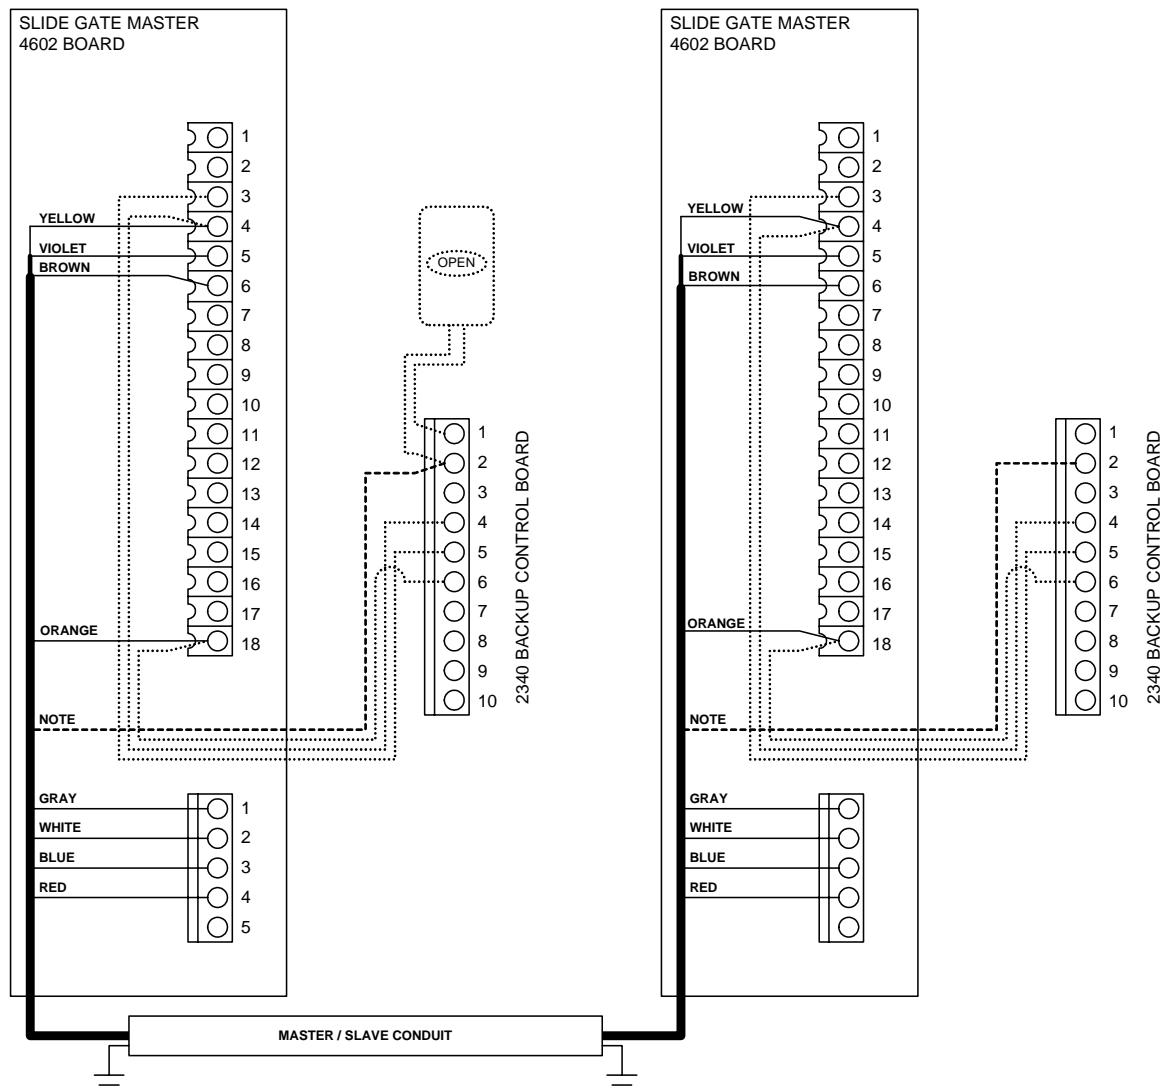 SLIDE GATE MASTER
4602 BOARD
1
2
3
4
5
6
7
8
9
10
11
12
13
14
15
16
17
18
YELLOW
VIOLET
BROWN
ORANGE
NOTE
GRAY
WHITE
BLUE
RED
1
2
3
4
5
OPEN
1
2
3
4
5
6
7
8
9
10
2340 BACKUP CONTROL BOARD
SLIDE GATE MASTER
4602 BOARD
1
2
3
4
5
6
7
8
9
10
11
12
13
14
15
16
17
18
YELLOW
VIOLET
BROWN
ORANGE
NOTE
GRAY
WHITE
BLUE
RED
1
2
3
4
5
6
7
8
9
10
2340 BACKUP CONTROL BOARD
MASTER / SLAVE CONDUIT